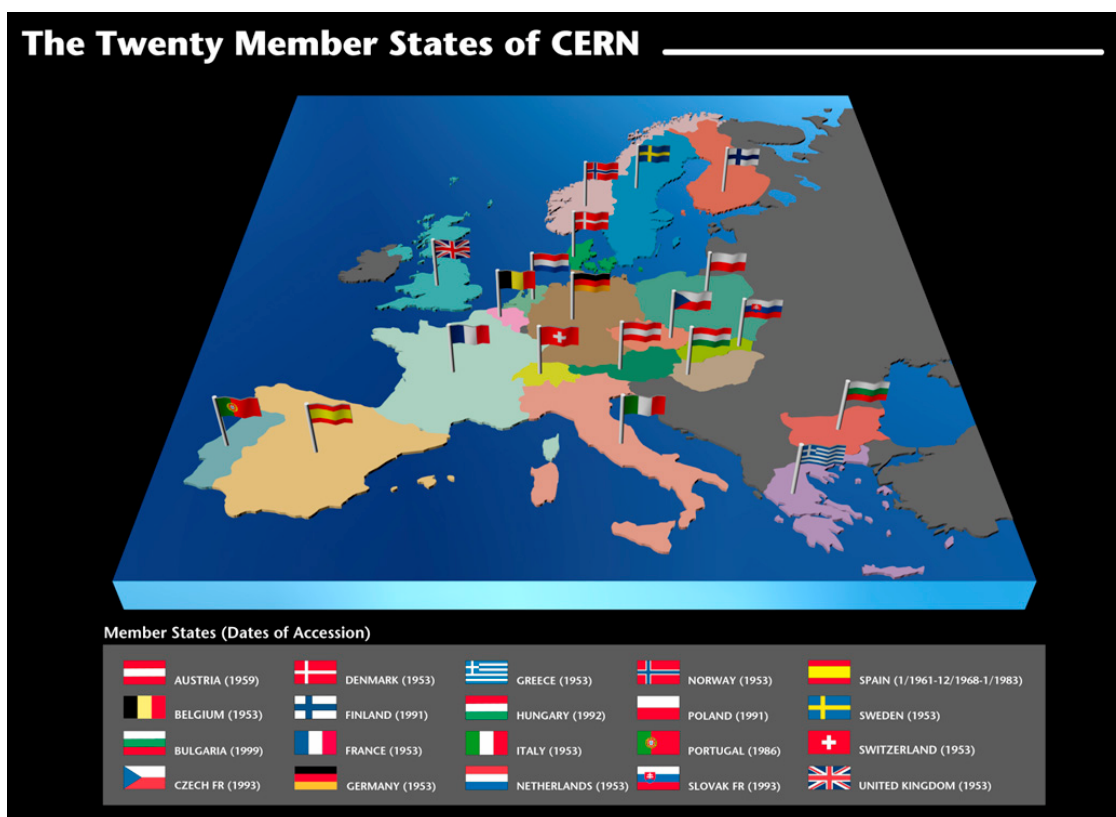 The Twenty Member States of CERN
Member States (Dates of Accession)
AUSTRIA (1959)
DENMARK (1953)
GREECE (1953)
NORWAY (1953)
SPAIN (1/1961-12/1968-1/1983)
BELGIUM (1953)
FINLAND (1991)
HUNGARY (1992)
POLAND (1991)
SWEDEN (1953)
BULGARIA (1999)
FRANCE (1953)
ITALY (1953)
PORTUGAL (1986)
SWITZERLAND (1953)
CZECH FR (1993)
GERMANY (1953)
NETHERLANDS (1953)
SLOVAK FR (1993)
UNITED KINGDOM (1953)